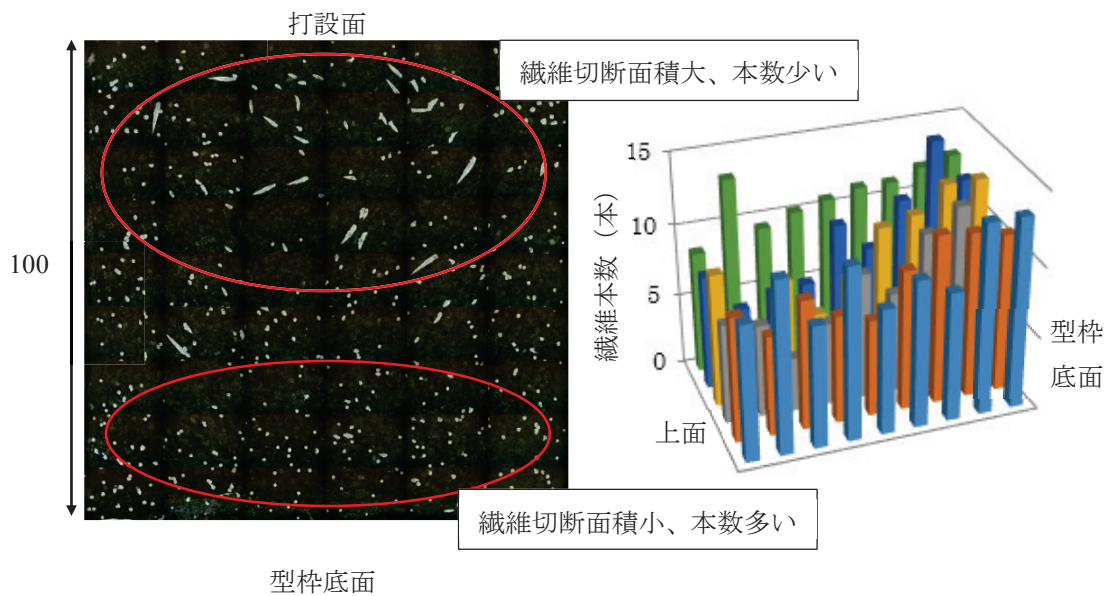 打設面
繊維切断面積大、本数少い
100
15
10
5
0
繊維本数（本）
上面
型枠
底面
繊維切断面積小、本数多い
型枠底面